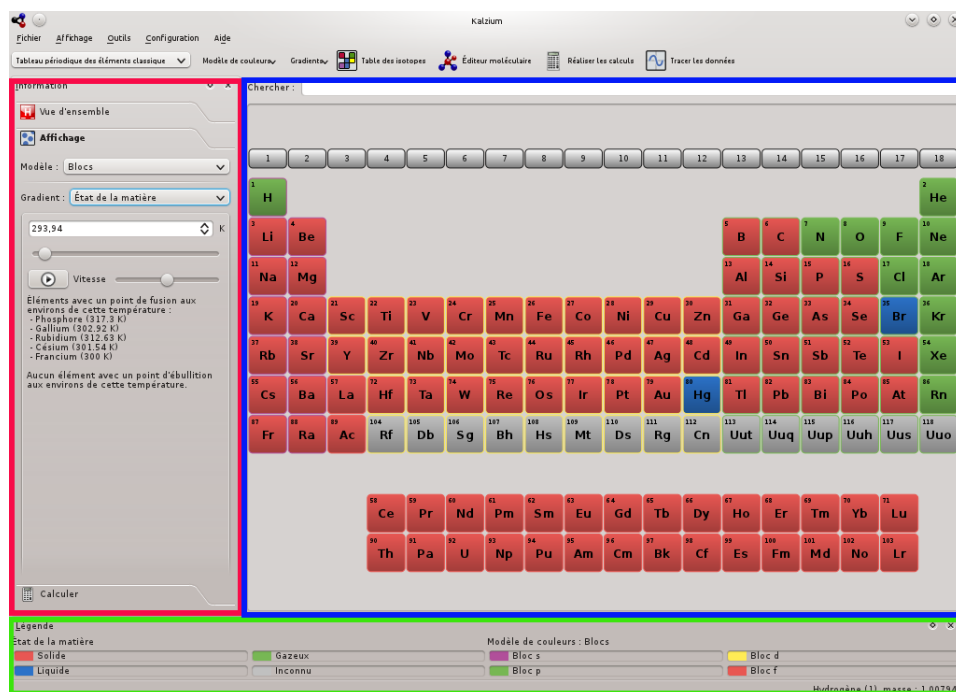 Kalzium
Fichier Affichage Outils Configuration Aide
Tableau périodique des éléments classique Modèle de couleurs Gradients Table des isotopes Éditeur moléculaire Réaliser les calculs Tracer les données
Information
Chercher :
Vue d'ensemble
Affichage
Modèle : Blocs
Gradient : État de la matière
293,94 K
Vitesse
Éléments avec un point de fusion aux
environs de cette température :
- Phosphore (317.3 K)
- Gallium (302.92 K)
- Rubidium (312.63 K)
- Césium (301.54 K)
- Francium (300 K)
Aucun élément avec un point d'ébullition
aux environs de cette température.
Calculer
1 2 3 4 5 6 7 8 9 10 11 12 13 14 15 16 17 18
1 H 2 He
3 Li 4 Be 5 B 6 C 7 N 8 O 9 F 10 Ne
11 Na 12 Mg 13 Al 14 Si 15 P 16 S 17 Cl 18 Ar
19 K 20 Ca 21 Sc 22 Ti 23 V 24 Cr 25 Mn 26 Fe 27 Co 28 Ni 29 Cu 30 Zn 31 Ga 32 Ge 33 As 34 Se 35 Br 36 Kr
37 Rb 38 Sr 39 Y 40 Zr 41 Nb 42 Mo 43 Tc 44 Ru 45 Rh 46 Pd 47 Ag 48 Cd 49 In 50 Sn 51 Sb 52 Te 53 I 54 Xe
55 Cs 56 Ba 57 La 72 Hf 73 Ta 74 W 75 Re 76 Os 77 Ir 78 Pt 79 Au 80 Hg 81 Tl 82 Pb 83 Bi 84 Po 85 At 86 Rn
87 Fr 88 Ra 89 Ac 104 Rf 105 Db 106 Sg 107 Bh 108 Hs 109 Mt 110 Ds 111 Rg 112 Cn 113 Uut 114 Uuq 115 Uup 116 Uuh 117 Uus 118 Uuo
58 Ce 59 Pr 60 Nd 61 Pm 62 Sm 63 Eu 64 Gd 65 Tb 66 Dy 67 Ho 68 Er 69 Tm 70 Yb 71 Lu
90 Th 91 Pa 92 U 93 Np 94 Pu 95 Am 96 Cm 97 Bk 98 Cf 99 Es 100 Fm 101 Md 102 No 103 Lr
Légende
État de la matière Modèle de couleurs : Blocs
Solide Gazeux Bloc s Bloc d
Liquide Inconnu Bloc p Bloc f
Hydrogène (1), masse : 1.00794